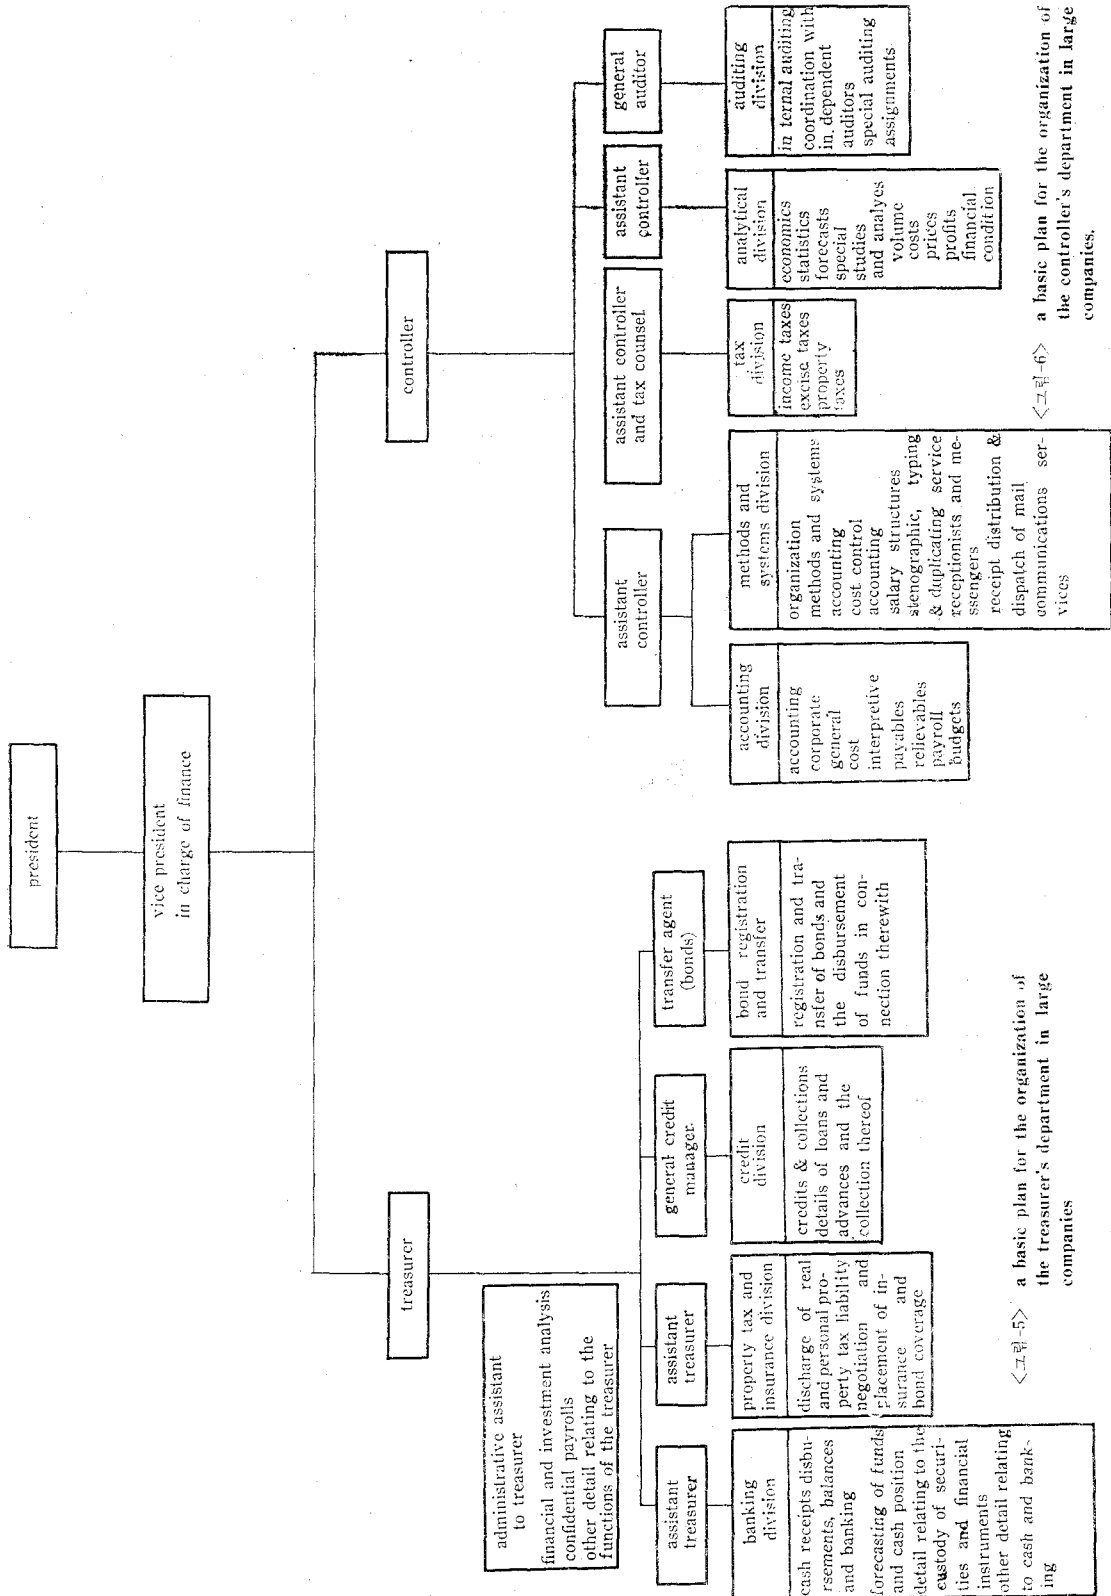 president
vice president
in charge of finance
treasurer
controller
administrative assistant
to treasurer
financial and investment analysis
confidential payrolls
other detail relating to the
functions of the treasurer
assistant
treasurer
assistant
treasurer
general credit
manager.
transfer agent
(bonds)
banking
division
cash receipts disbu-
rsements, balances
and banking
forecasting of funds
and cash position
detail relating to the
custody of securi-
ties and financial
instruments
other detail relating
to cash and bank-
ing
property tax and
insurance division
discharge of real
and personal pro-
perty tax liability
negotiation and
placement of in-
surance and
bond coverage
credit
division
credits & collections
details of loans and
advances and the
collection thereof
bond registration
and transfer
registration and tra-
nsfer of bonds and
the disbursement
of funds in con-
nection therewith
<그림-5> a basic plan for the organization of
the treasurer's department in large
companies
assistant
controller
assistant controller
and tax counsel.
assistant
controller
general
auditor
accounting
division
accounting
corporate
general
cost
interpretive
payables
relievables
payroll
budgets
methods and
systems division
organization
methods and systems
accounting
cost control
accounting
salary structures
stenographic, typing
& duplicating service
receptionists and me-
ssengers
receipt distribution &
dispatch of mail
communications ser-
vices
tax
division
income taxes
excise taxes
property
taxes
analytical
division
economics
statistics
forecasts
special
studies
and analyes
volume
costs
prices
profits
financial
condition
auditing
division
in ternal auditing
coordination with
in dependent
auditors
special auditing
assignments
<그림-6> a basic plan for the organization of
the controller's department in large
companies.